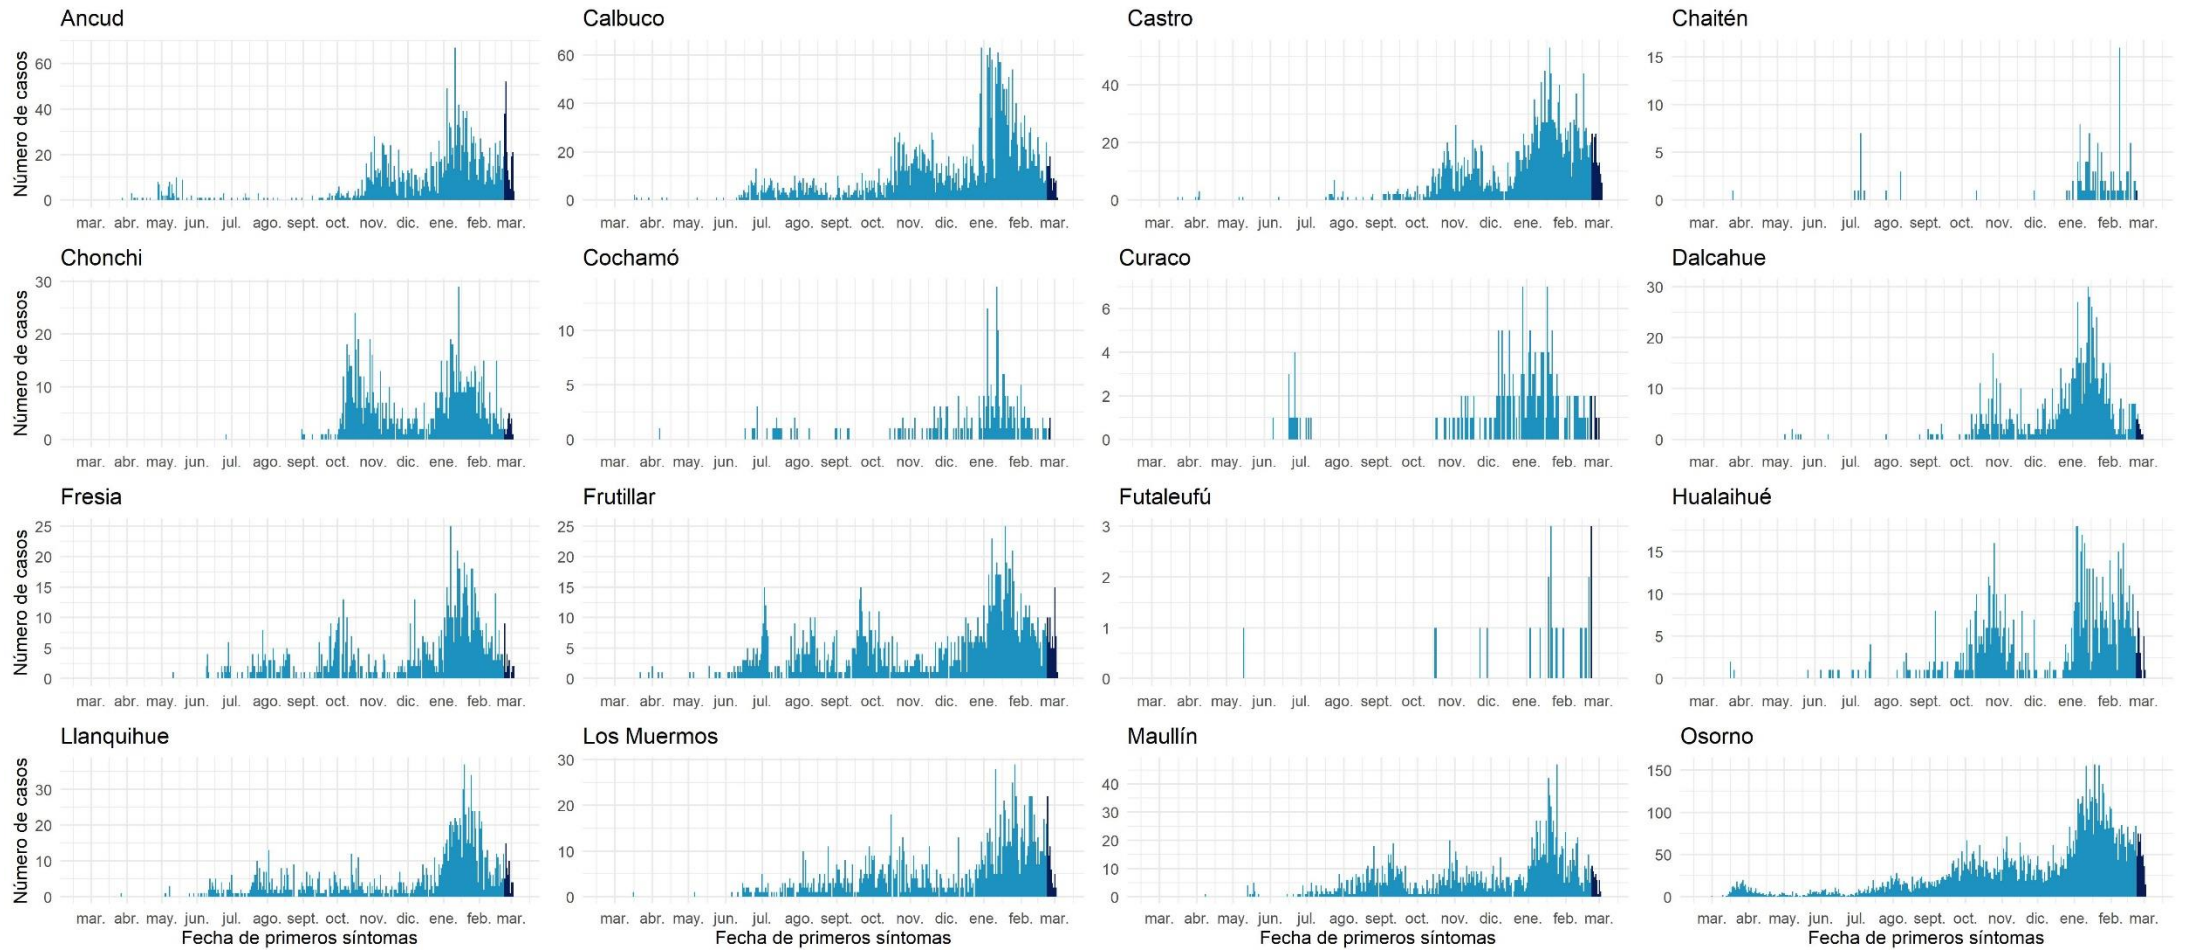 Ancud
Calbuco
Castro
Chaitén
Número de casos
60
40
20
0
60
40
20
0
40
20
0
15
10
5
0
mar. abr. may. jun. jul. ago. sept. oct. nov. dic. ene. feb. mar.
mar. abr. may. jun. jul. ago. sept. oct. nov. dic. ene. feb. mar.
mar. abr. may. jun. jul. ago. sept. oct. nov. dic. ene. feb. mar.
mar. abr. may. jun. jul. ago. sept. oct. nov. dic. ene. feb. mar.
Chonchi
Cochamó
Curaco
Dalcahue
Número de casos
30
20
10
0
10
5
0
6
4
2
0
30
20
10
0
mar. abr. may. jun. jul. ago. sept. oct. nov. dic. ene. feb. mar.
mar. abr. may. jun. jul. ago. sept. oct. nov. dic. ene. feb. mar.
mar. abr. may. jun. jul. ago. sept. oct. nov. dic. ene. feb. mar.
mar. abr. may. jun. jul. ago. sept. oct. nov. dic. ene. feb. mar.
Fresia
Frutillar
Futaleufú
Hualaihué
Número de casos
25
20
15
10
5
0
25
20
15
10
5
0
3
2
1
0
15
10
5
0
mar. abr. may. jun. jul. ago. sept. oct. nov. dic. ene. feb. mar.
mar. abr. may. jun. jul. ago. sept. oct. nov. dic. ene. feb. mar.
mar. abr. may. jun. jul. ago. sept. oct. nov. dic. ene. feb. mar.
mar. abr. may. jun. jul. ago. sept. oct. nov. dic. ene. feb. mar.
Llanquihue
Los Muermos
Maullín
Osorno
Número de casos
30
20
10
0
30
20
10
0
40
30
20
10
0
150
100
50
0
mar. abr. may. jun. jul. ago. sept. oct. nov. dic. ene. feb. mar.
mar. abr. may. jun. jul. ago. sept. oct. nov. dic. ene. feb. mar.
mar. abr. may. jun. jul. ago. sept. oct. nov. dic. ene. feb. mar.
mar. abr. may. jun. jul. ago. sept. oct. nov. dic. ene. feb. mar.
Fecha de primeros síntomas
Fecha de primeros síntomas
Fecha de primeros síntomas
Fecha de primeros síntomas